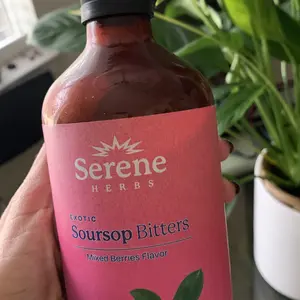 Serene
HERBS
EXOTIC
Soursop Bitters
Mixed Berries Flavor